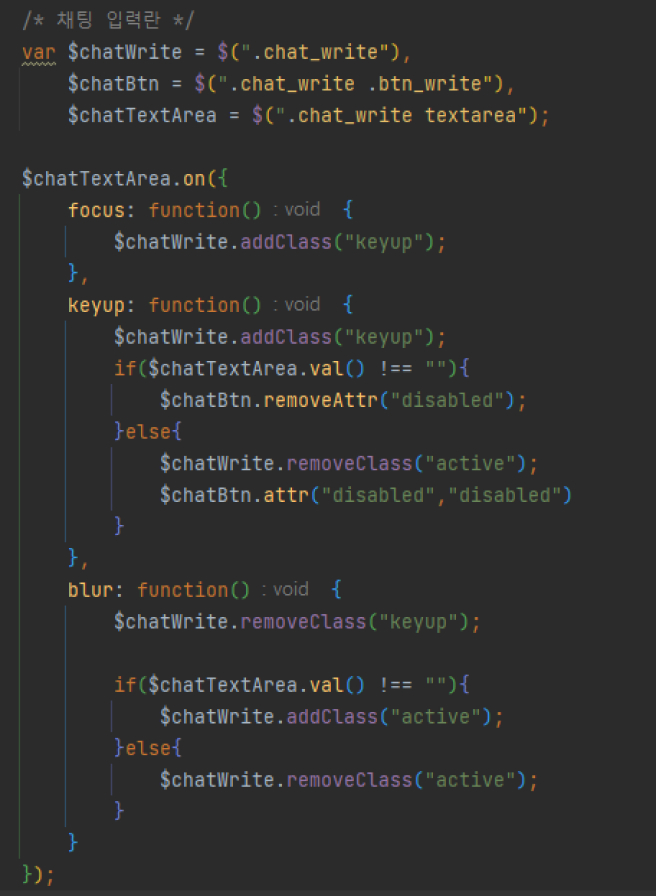 /* 채팅 입력란 */
var $chatWrite = $(".chat_write"),
    $chatBtn = $(".chat_write .btn_write"),
    $chatTextArea = $(".chat_write textarea");

$chatTextArea.on({
    focus: function() : void {
        $chatWrite.addClass("keyup");
    },
    keyup: function() : void {
        $chatWrite.addClass("keyup");
        if($chatTextArea.val() !== ""){
            $chatBtn.removeAttr("disabled");
        }else{
            $chatWrite.removeClass("active");
            $chatBtn.attr("disabled","disabled")
        }
    },
    blur: function() : void {
        $chatWrite.removeClass("keyup");

        if($chatTextArea.val() !== ""){
            $chatWrite.addClass("active");
        }else{
            $chatWrite.removeClass("active");
        }
    }
});